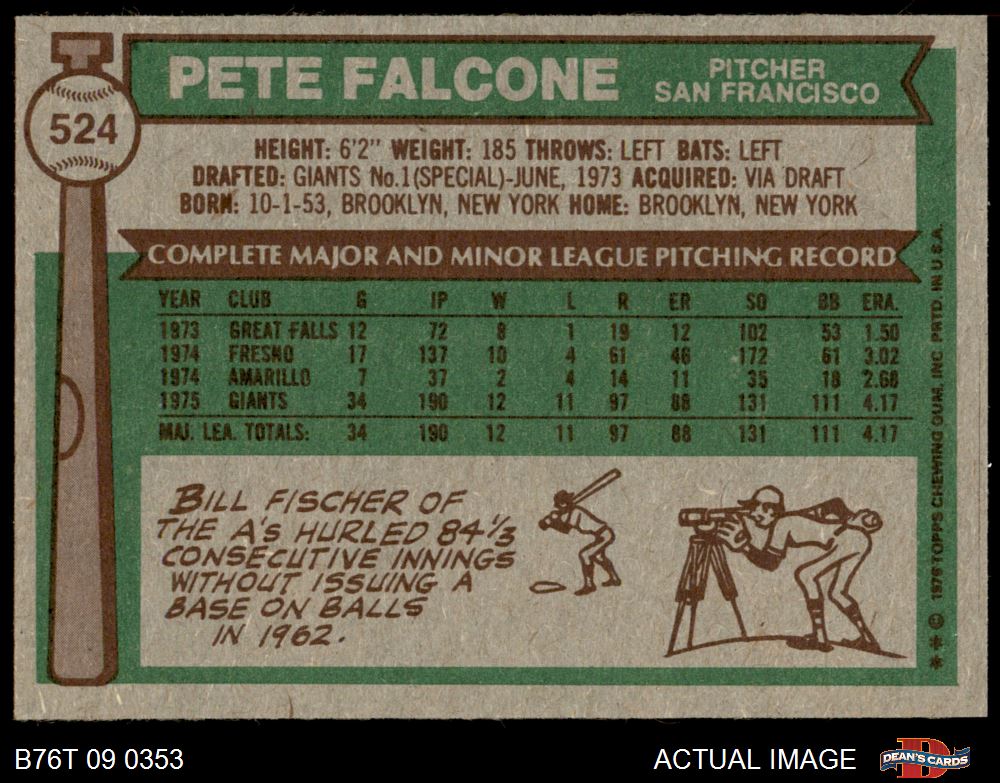 524
PETE FALCONE
PITCHER
SAN FRANCISCO
HEIGHT: 6'2" WEIGHT: 185 THROWS: LEFT BATS: LEFT
DRAFTED: GIANTS No.1(SPECIAL)-JUNE, 1973 ACQUIRED: VIA DRAFT
BORN: 10-1-53, BROOKLYN, NEW YORK HOME: BROOKLYN, NEW YORK
COMPLETE MAJOR AND MINOR LEAGUE PITCHING RECORD
YEAR CLUB G IP W L R ER SO BB ERA.
1973 GREAT FALLS 12 72 8 1 19 12 102 53 1.50
1974 FRESNO 17 137 10 4 61 46 172 61 3.02
1974 AMARILLO 7 37 2 4 14 11 35 18 2.68
1975 GIANTS 34 190 12 11 97 88 131 111 4.17
MAJ. LEA. TOTALS: 34 190 12 11 97 88 131 111 4.17
BILL FISCHER OF
THE A's HURLED 84⅓
CONSECUTIVE INNINGS
WITHOUT ISSUING A
BASE ON BALLS
IN 1962.
* * © 1976 TOPPS CHEWING GUM, INC PRTD. IN U.S.A.
B76T 09 0353
ACTUAL IMAGE
D
DEAN'S CARDS